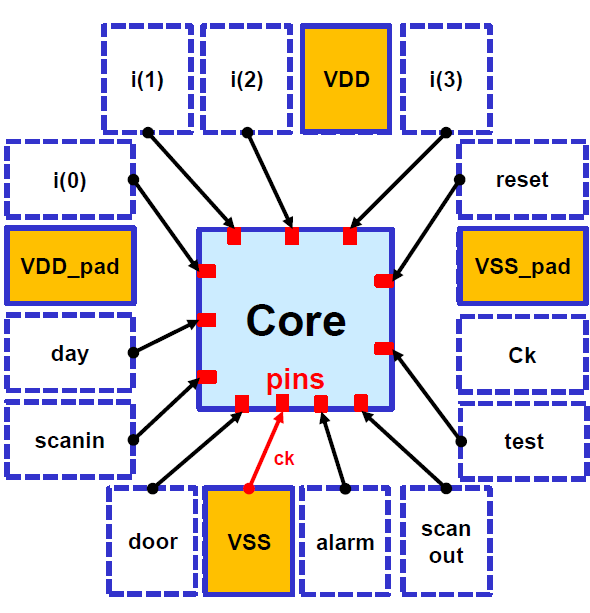 i(1)
i(2)
VDD
i(3)
i(0)
reset
VDD_pad
VSS_pad
Core
day
Ck
pins
scanin
test
ck
door
VSS
alarm
scan
out